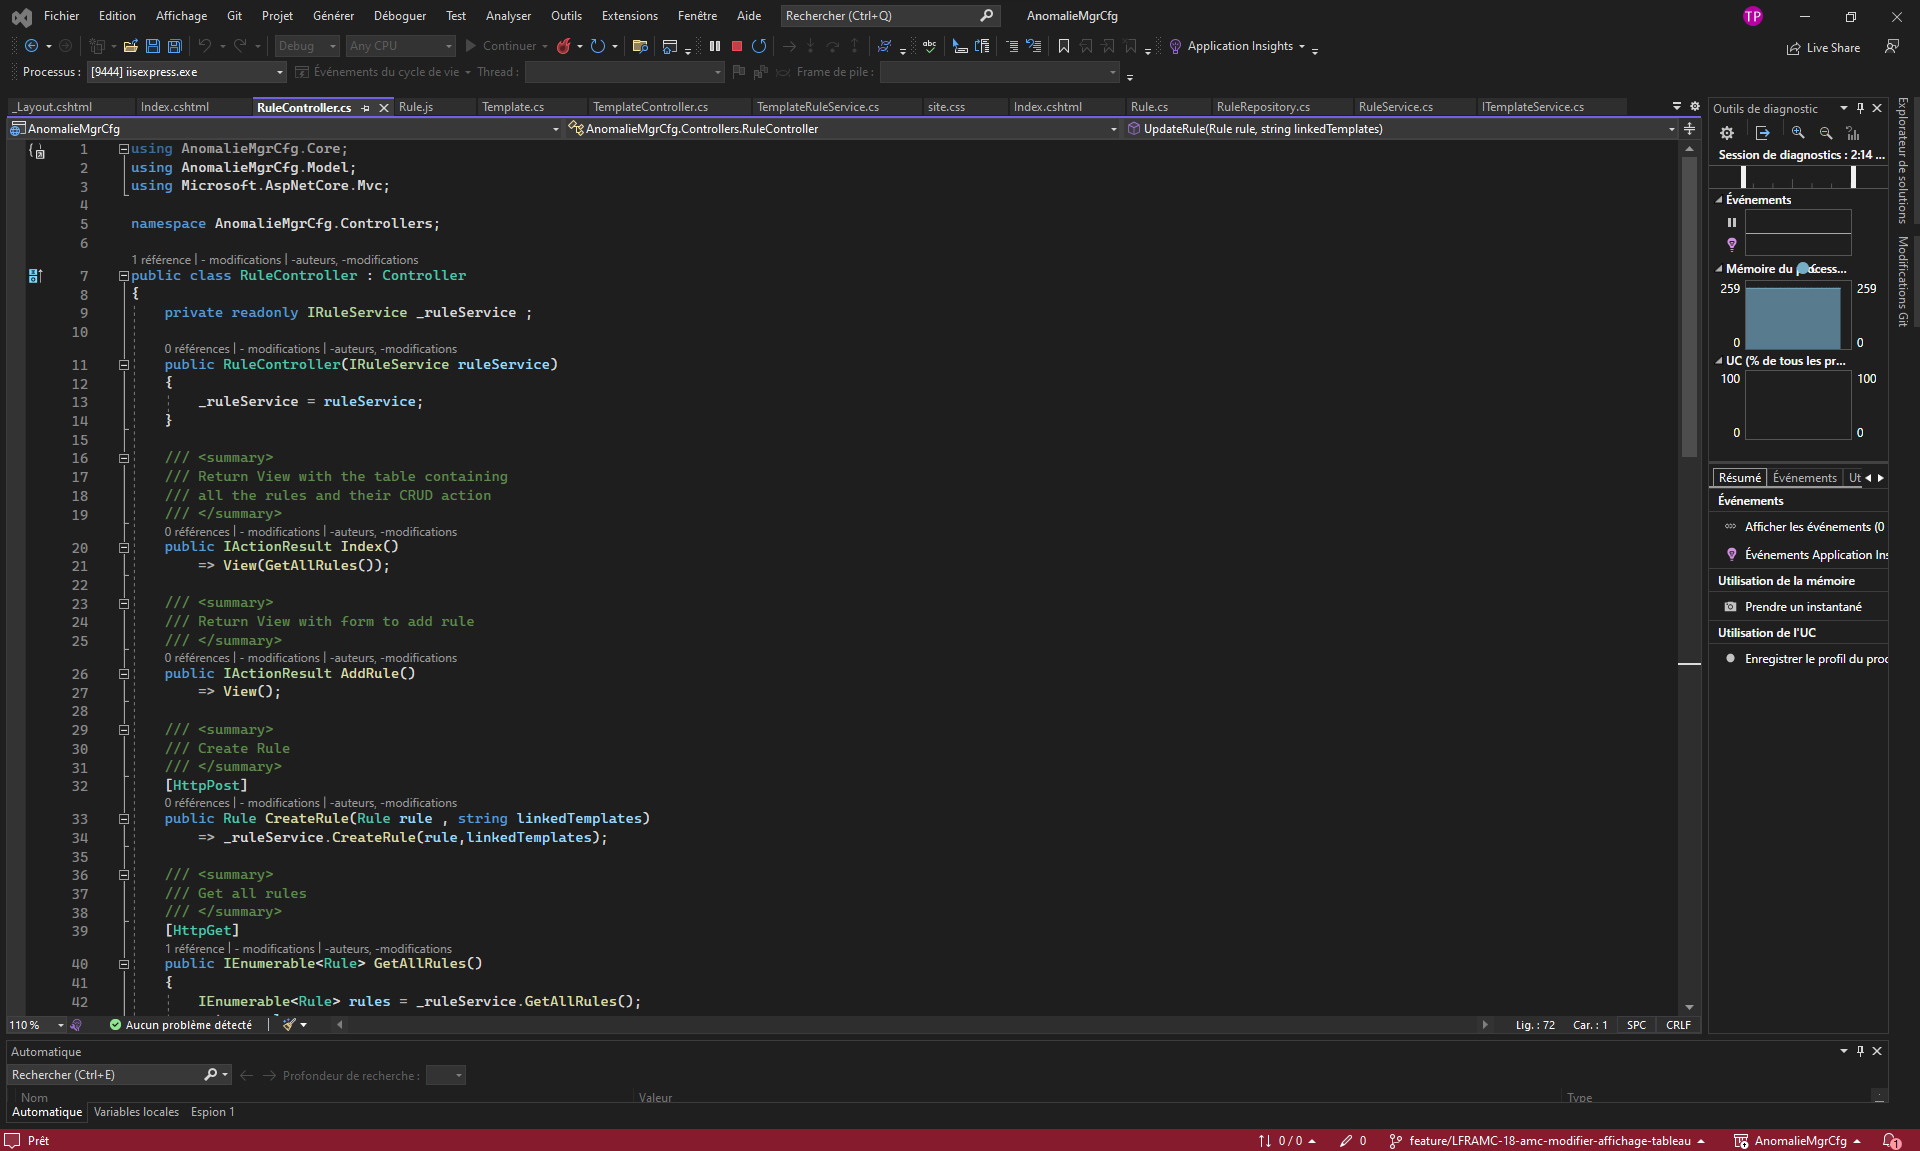 Fichier Edition Affichage Git Projet Générer Déboguer Test Analyser Outils Extensions Fenêtre Aide Rechercher (Ctrl+Q) AnomalieMgrCfg TP
Debug Any CPU Continuer Application Insights Live Share
Processus : [9444] iisexpress.exe Événements du cycle de vie Thread : Frame de pile :
_Layout.cshtml Index.cshtml RuleController.cs Rule.js Template.cs TemplateController.cs TemplateRuleService.cs site.css Index.cshtml Rule.cs RuleRepository.cs RuleService.cs ITemplateService.cs
AnomalieMgrCfg AnomalieMgrCfg.Controllers.RuleController UpdateRule(Rule rule, string linkedTemplates)
1 using AnomalieMgrCfg.Core;
2 using AnomalieMgrCfg.Model;
3 using Microsoft.AspNetCore.Mvc;
4
5 namespace AnomalieMgrCfg.Controllers;
6
1 référence | - modifications | -auteurs, -modifications
7 public class RuleController : Controller
8 {
9 private readonly IRuleService _ruleService ;
10
0 références | - modifications | -auteurs, -modifications
11 public RuleController(IRuleService ruleService)
12 {
13 _ruleService = ruleService;
14 }
15
16 /// <summary>
17 /// Return View with the table containing
18 /// all the rules and their CRUD action
19 /// </summary>
0 références | - modifications | -auteurs, -modifications
20 public IActionResult Index()
21 => View(GetAllRules());
22
23 /// <summary>
24 /// Return View with form to add rule
25 /// </summary>
0 références | - modifications | -auteurs, -modifications
26 public IActionResult AddRule()
27 => View();
28
29 /// <summary>
30 /// Create Rule
31 /// </summary>
32 [HttpPost]
0 références | - modifications | -auteurs, -modifications
33 public Rule CreateRule(Rule rule , string linkedTemplates)
34 => _ruleService.CreateRule(rule,linkedTemplates);
35
36 /// <summary>
37 /// Get all rules
38 /// </summary>
39 [HttpGet]
1 référence | - modifications | -auteurs, -modifications
40 public IEnumerable<Rule> GetAllRules()
41 {
42 IEnumerable<Rule> rules = _ruleService.GetAllRules();
110 % Aucun problème détecté Lig. : 72 Car. : 1 SPC CRLF
Outils de diagnostic
Session de diagnostics : 2:14 ...
Événements
Mémoire du process...
259 259
0 0
UC (% de tous les pr...
100 100
0 0
Résumé Événements Ut
Événements
Afficher les événements (0
Événements Application Ins
Utilisation de la mémoire
Prendre un instantané
Utilisation de l'UC
Enregistrer le profil du proc
Explorateur de solutions
Modifications Git
Automatique
Rechercher (Ctrl+E) Profondeur de recherche :
Nom Valeur Type
Automatique Variables locales Espion 1
Prêt 0 / 0 0 feature/LFRAMC-18-amc-modifier-affichage-tableau AnomalieMgrCfg 1